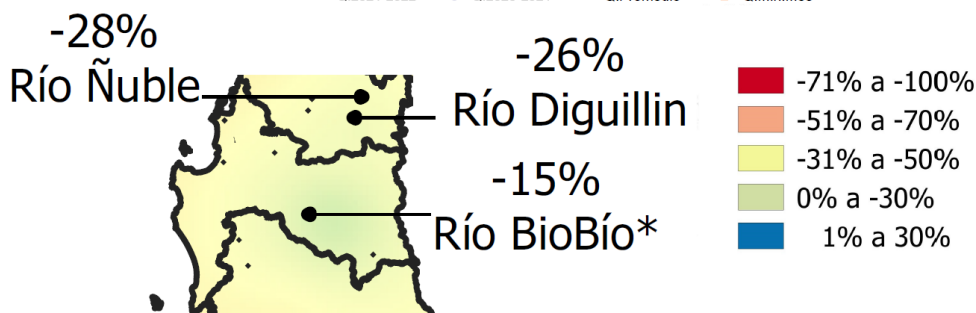 -28%
Río Ñuble
-26%
Río Diguillin
-15%
Río BioBío*
-71% a -100%
-51% a -70%
-31% a -50%
0% a -30%
1% a 30%